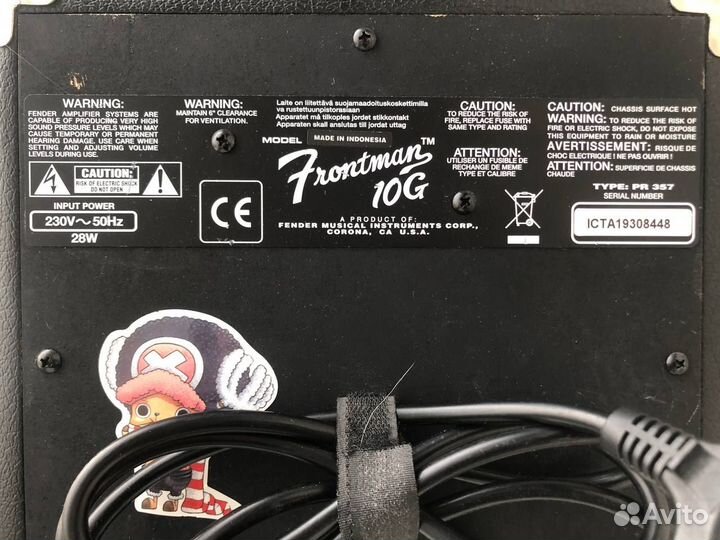 WARNING:
FENDER AMPLIFIER SYSTEMS ARE
CAPABLE OF PRODUCING VERY HIGH
SOUND PRESSURE LEVELS WHICH MAY
CAUSE TEMPORARY OR PERMANENT
HEARING DAMAGE. USE CARE WHEN
SETTING AND ADJUSTING VOLUME
LEVELS DURING USE.
CAUTION:
RISK OF ELECTRIC SHOCK
DO NOT OPEN
INPUT POWER
230V~50Hz
28W
WARNING:
MAINTAIN 6" CLEARANCE
FOR VENTILATION.
CE
Laite on liitettävä suojamaadoituskoskettimilla
va rustettuunpistorasiaan
Apparatet må tilkoples jordet stikkontakt
Apparaten skall anslutas till jordat uttag
MODEL
MADE IN INDONESIA
Frontman™
10G
A PRODUCT OF:
FENDER MUSICAL INSTRUMENTS CORP.,
CORONA, CA U.S.A.
CAUTION:
TO REDUCE THE RISK OF
FIRE, REPLACE FUSE WITH
SAME TYPE AND RATING
ATTENTION:
UTILISER UN FUSIBLE DE
RECHANGE DE MÊME
TYPE ET CALIBRE
CAUTION: CHASSIS SURFACE HOT
WARNING: TO REDUCE THE RISK OF
FIRE OR ELECTRIC SHOCK, DO NOT EXPOSE
THIS EQUIPMENT TO RAIN OR MOISTURE
AVERTISSEMENT: RISQUE DE
CHOC ELECTRIQUE ! NE PAS OUVRIR !
ATTENTION: SUPERFICIE DE CHASSIS
CHAUDE
TYPE: PR 357
SERIAL NUMBER
ICTA19308448
Avito